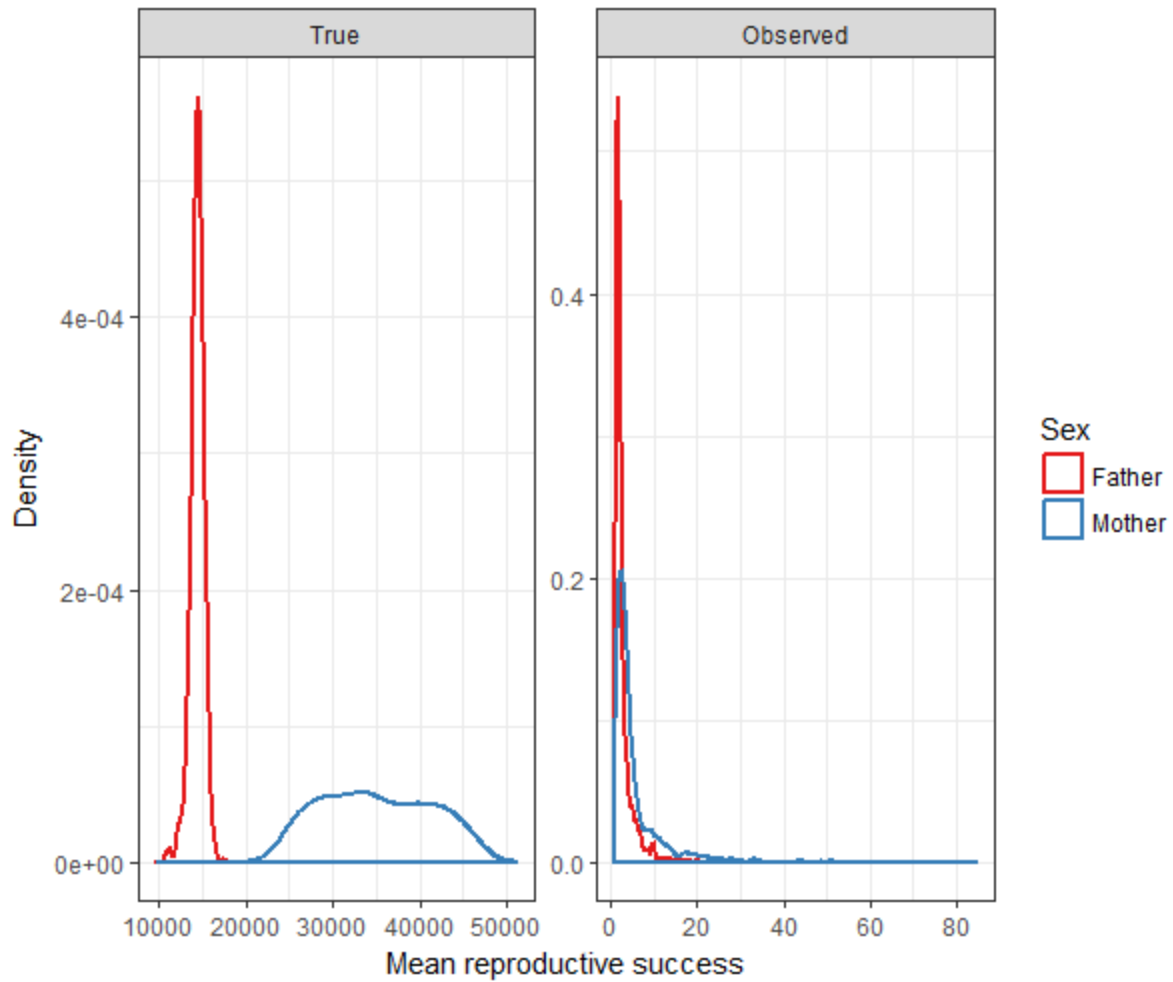 True
Observed
Density
4e-04
2e-04
0e+00
0.4
0.2
0.0
10000 20000 30000 40000 50000
0 20 40 60 80
Mean reproductive success
Sex
Father
Mother